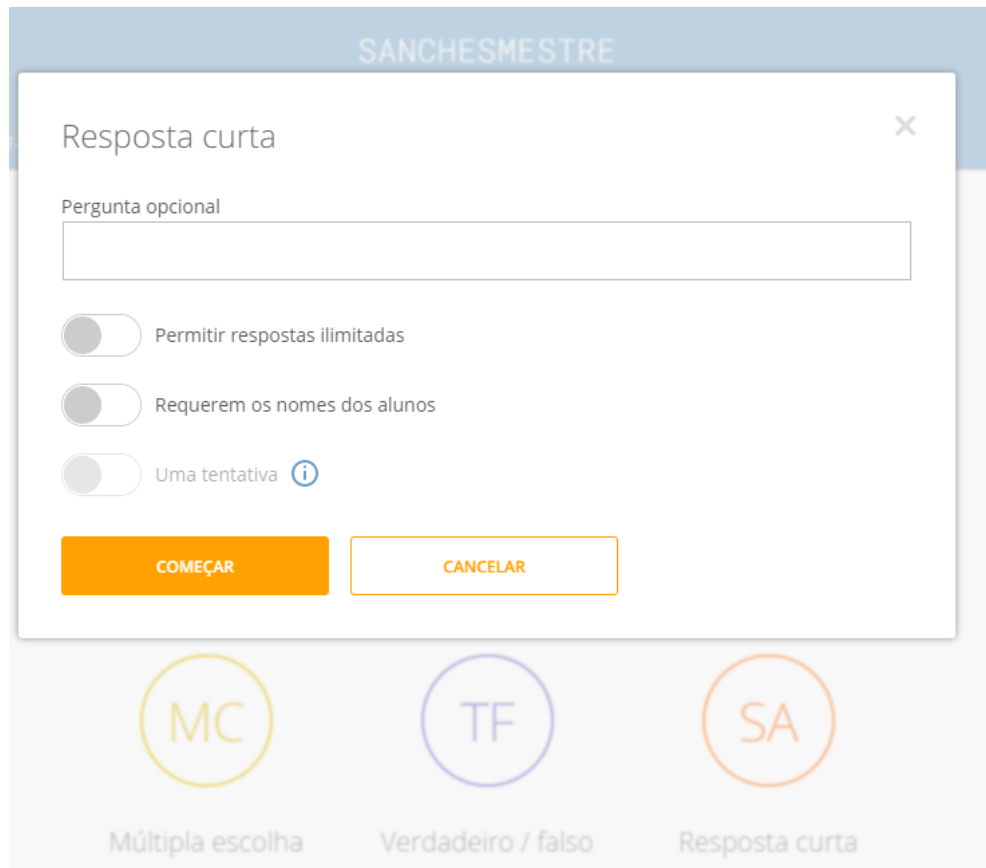 SANCHESMESTRE
Resposta curta
Pergunta opcional
Permitir respostas ilimitadas
Requerem os nomes dos alunos
Uma tentativa
COMEÇAR CANCELAR
MC TF SA
Múltipla escolha Verdadeiro / falso Resposta curta